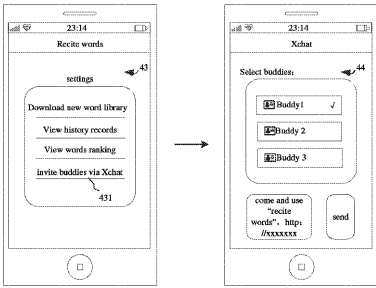 23:14
Recite words
43
settings
Download new word library
View history records
View words ranking
invite buddies via Xchat
431
23:14
Xchat
Select buddies:
44
Buddy1 √
Buddy 2
Buddy 3
come and use
“recite
words”, http:
//xxxxxxx
send